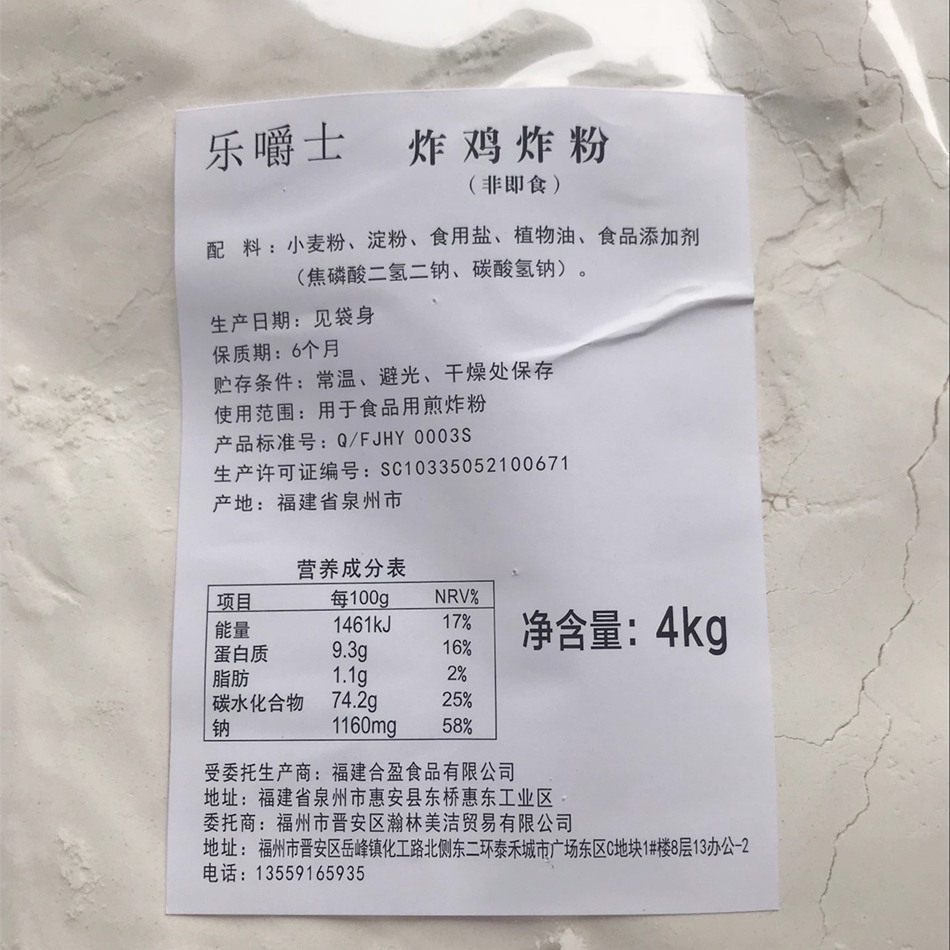 乐嚼士 炸鸡炸粉
（非即食）
配 料：小麦粉、淀粉、食用盐、植物油、食品添加剂
（焦磷酸二氢二钠、碳酸氢钠）。
生产日期：见袋身
保质期：6个月
贮存条件：常温、避光、干燥处保存
使用范围：用于食品用煎炸粉
产品标准号：Q/FJHY 0003S
生产许可证编号：SC10335052100671
产地：福建省泉州市
营养成分表
项目 每100g NRV%
能量 1461kJ 17%
蛋白质 9.3g 16%
脂肪 1.1g 2%
碳水化合物 74.2g 25%
钠 1160mg 58%
净含量：4kg
受委托生产商：福建合盈食品有限公司
地址：福建省泉州市惠安县东桥惠东工业区
委托商：福州市晋安区瀚林美洁贸易有限公司
地址：福州市晋安区岳峰镇化工路北侧东二环泰禾城市广场东区C地块1#楼8层13办公-2
电话：13559165935